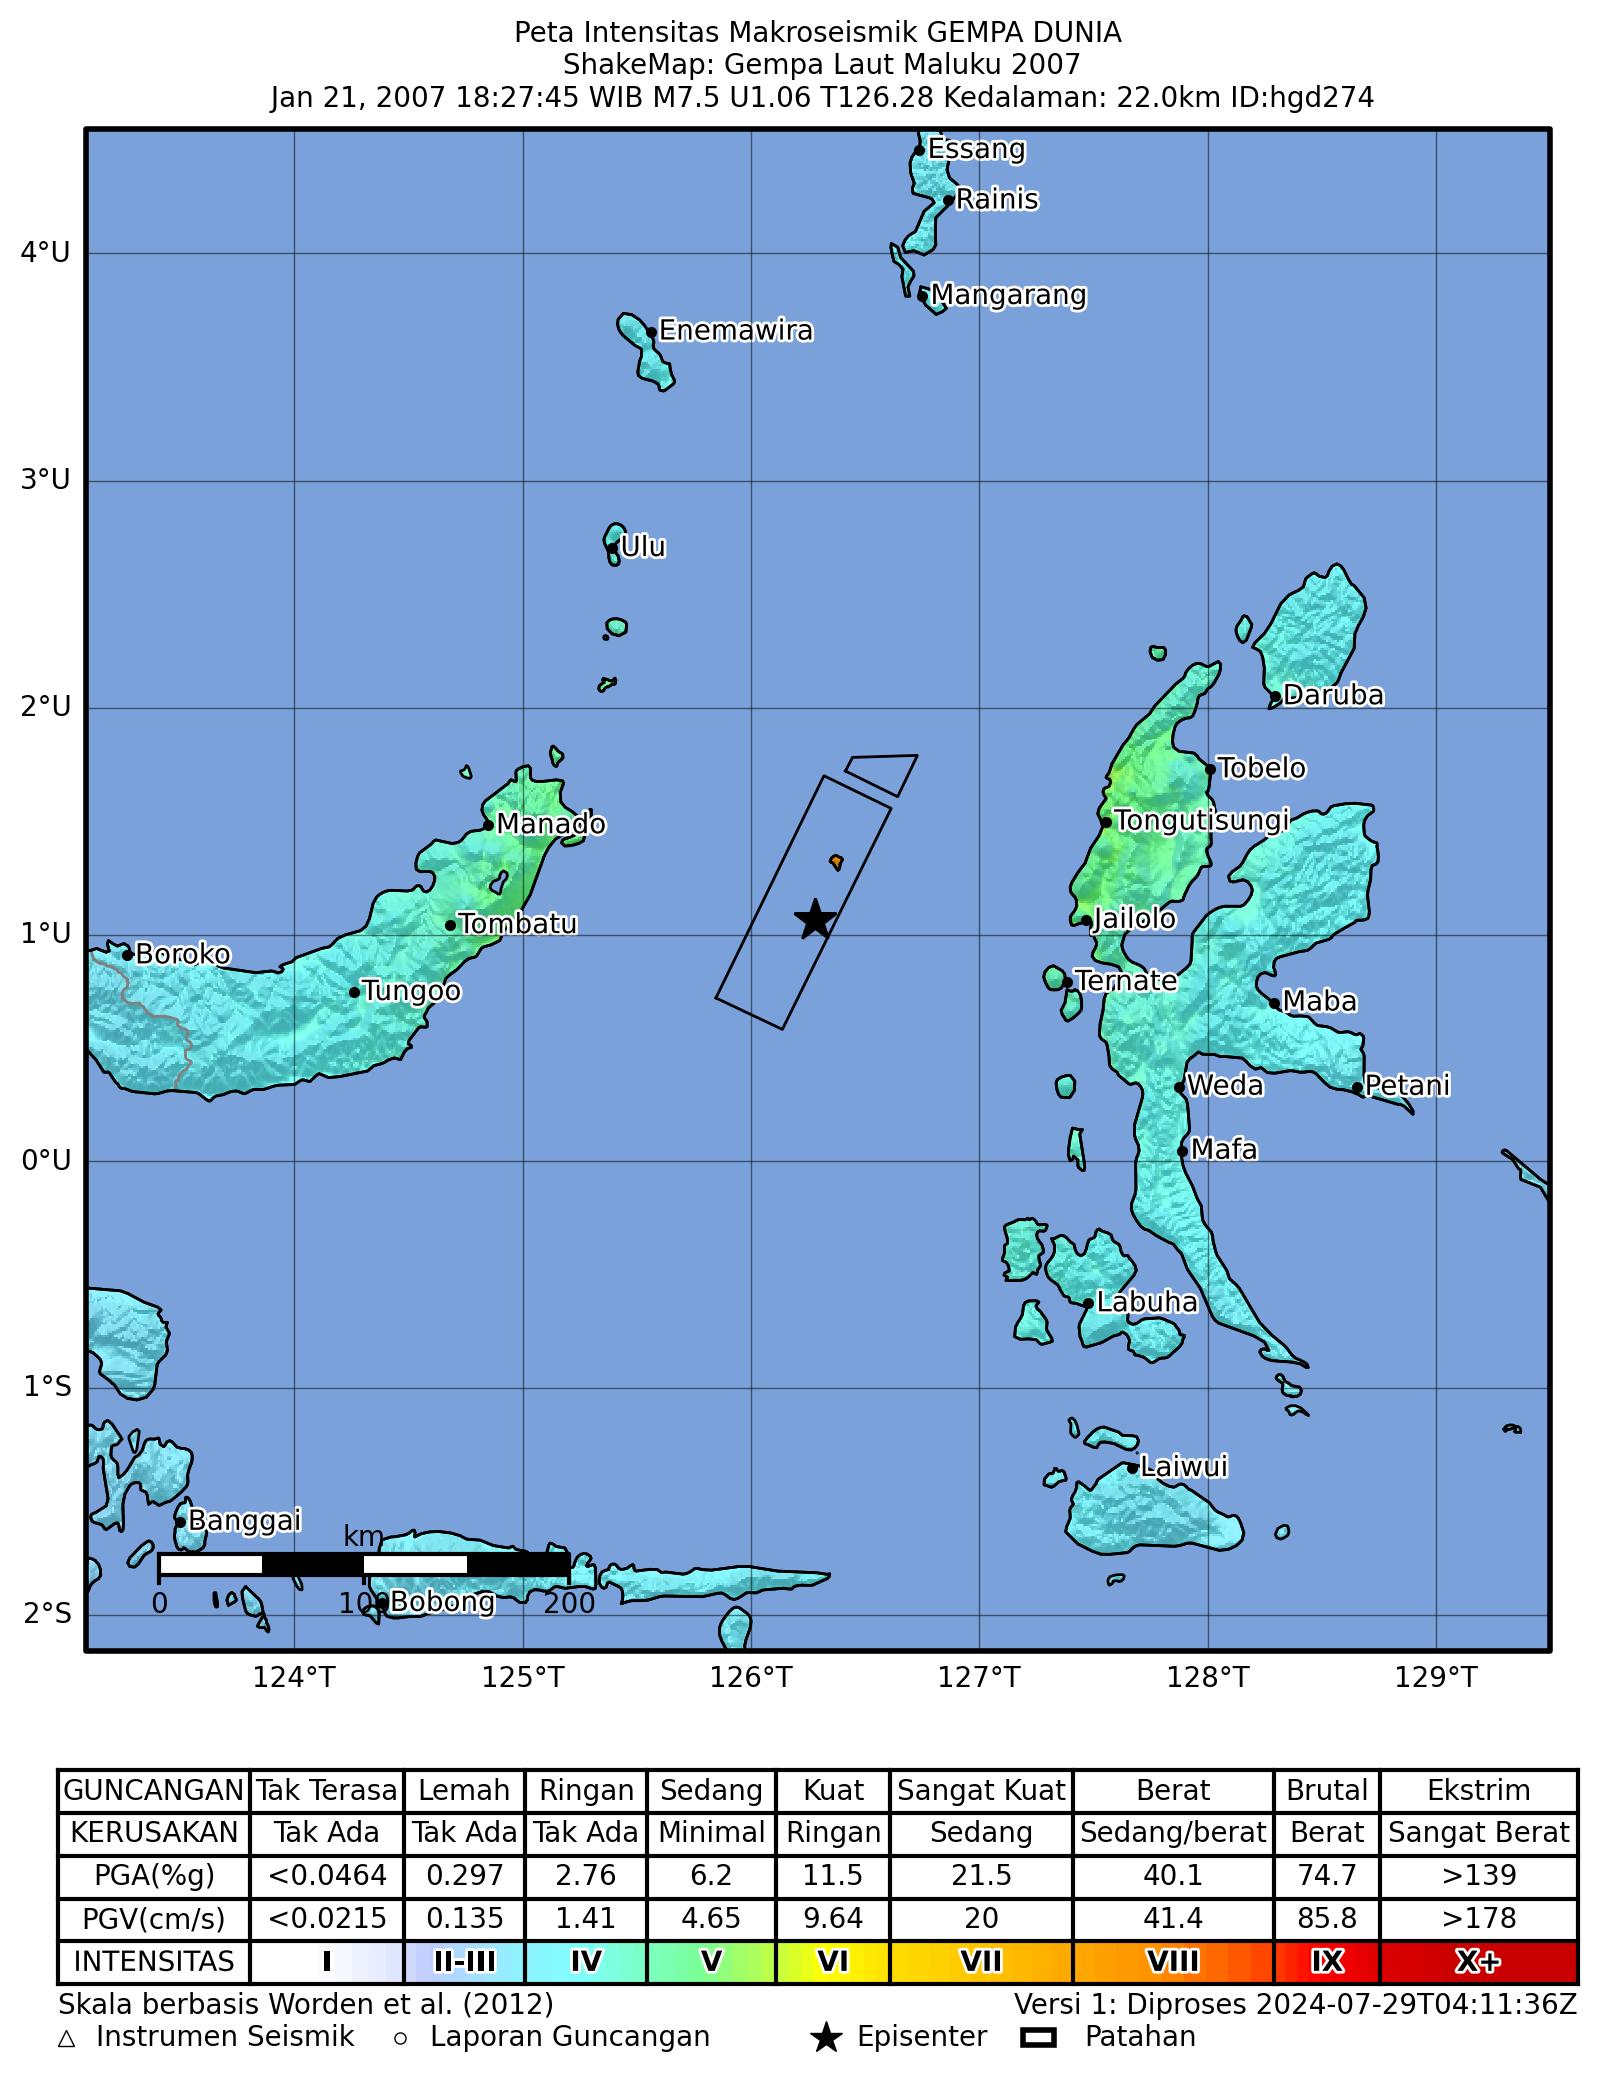 Peta Intensitas Makroseismik GEMPA DUNIA
ShakeMap: Gempa Laut Maluku 2007
Jan 21, 2007 18:27:45 WIB M7.5 U1.06 T126.28 Kedalaman: 22.0km ID:hgd274
Essang
Rainis
4°U
Mangarang
Enemawira
3°U
Ulu
Daruba
2°U
Tobelo
Tongutisungi
Manado
Jailolo
Tombatu
1°U
Boroko
Ternate
Tungoo
Maba
Weda
Petani
Mafa
0°U
Labuha
1°S
Laiwui
Banggai
km
Bobong
0 100 200
2°S
124°T 125°T 126°T 127°T 128°T 129°T
GUNCANGAN Tak Terasa Lemah Ringan Sedang Kuat Sangat Kuat Berat Brutal Ekstrim
KERUSAKAN Tak Ada Tak Ada Tak Ada Minimal Ringan Sedang Sedang/berat Berat Sangat Berat
PGA(%g) <0.0464 0.297 2.76 6.2 11.5 21.5 40.1 74.7 >139
PGV(cm/s) <0.0215 0.135 1.41 4.65 9.64 20 41.4 85.8 >178
INTENSITAS I II-III IV V VI VII VIII IX X+
Skala berbasis Worden et al. (2012) Versi 1: Diproses 2024-07-29T04:11:36Z
Instrumen Seismik Laporan Guncangan Episenter Patahan